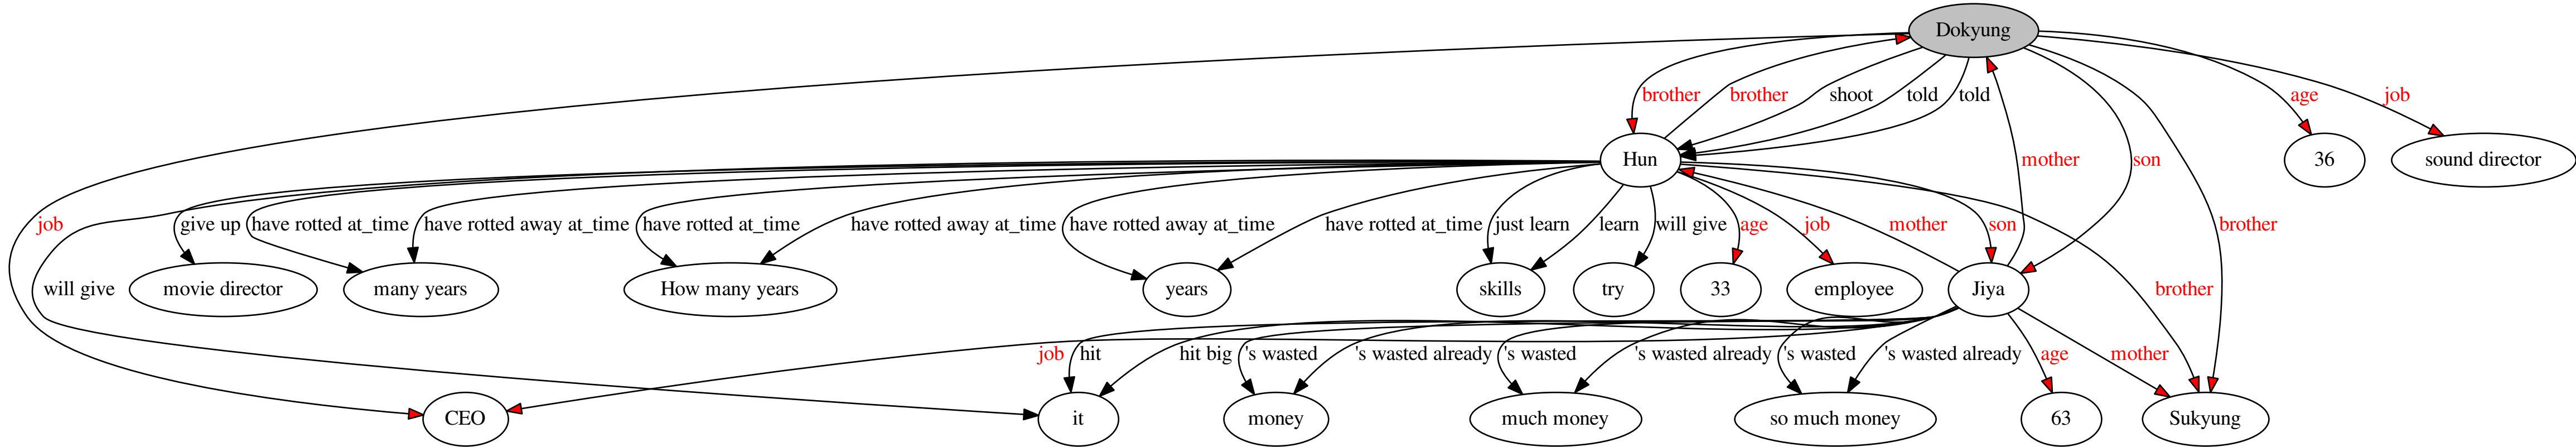 Dokyung
brother
brother
shoot
told
told
age
job
Hun
mother
son
36
sound director
job
give up
have rotted at_time
have rotted away at_time
have rotted at_time
have rotted away at_time
have rotted away at_time
have rotted at_time
just learn
learn
will give
age
job
mother
son
brother
will give
movie director
many years
How many years
years
skills
try
33
employee
Jiya
brother
job
hit
hit big
's wasted
's wasted already
's wasted
's wasted already
's wasted
's wasted already
age
mother
CEO
it
money
much money
so much money
63
Sukyung